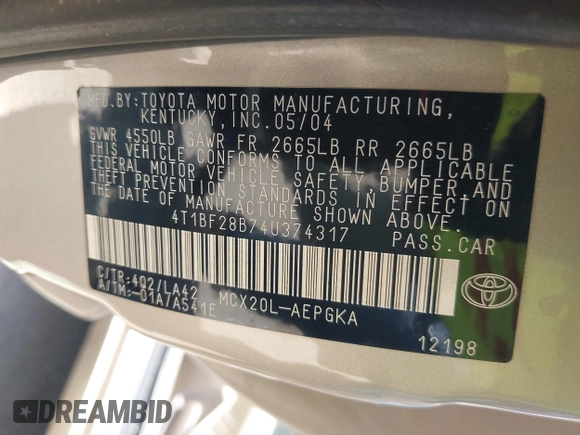 MFD.BY:TOYOTA MOTOR MANUFACTURING,
KENTUCKY, INC.05/04
GVWR 4550LB GAWR FR 2665LB RR 2665LB
THIS VEHICLE CONFORMS TO ALL APPLICABLE
FEDERAL MOTOR VEHICLE SAFETY,BUMPER,AND
THEFT PREVENTION STANDARDS IN EFFECT ON
THE DATE OF MANUFACTURE SHOWN ABOVE.
4T1BF28B74U374317 PASS.CAR
C/TR:4Q2/LA42 MCX20L-AEPGKA
A/TM:-01A/A541E
12198
TOYOTA
DREAMBID